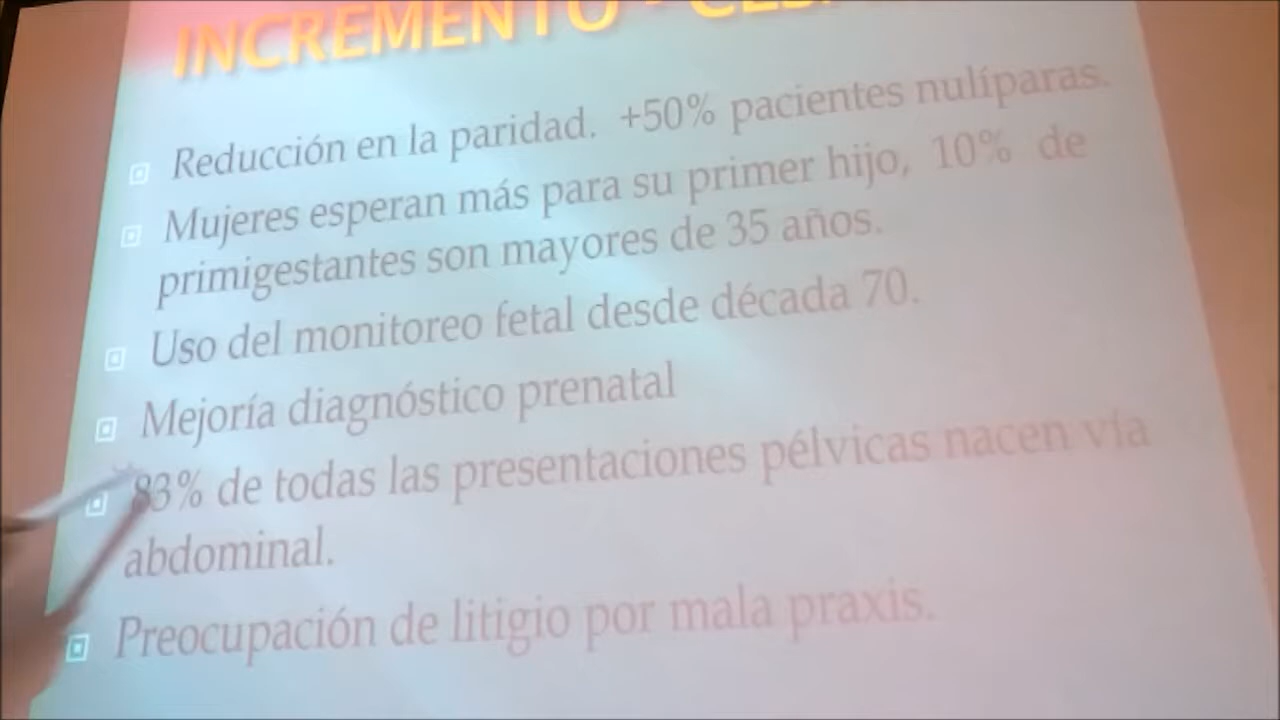 INCREMENTO -
Reducción en la paridad. +50% pacientes nulíparas.
Mujeres esperan más para su primer hijo, 10% de
primigestantes son mayores de 35 años.
Uso del monitoreo fetal desde década 70.
Mejoría diagnóstico prenatal
83% de todas las presentaciones pélvicas nacen vía
abdominal.
Preocupación de litigio por mala praxis.